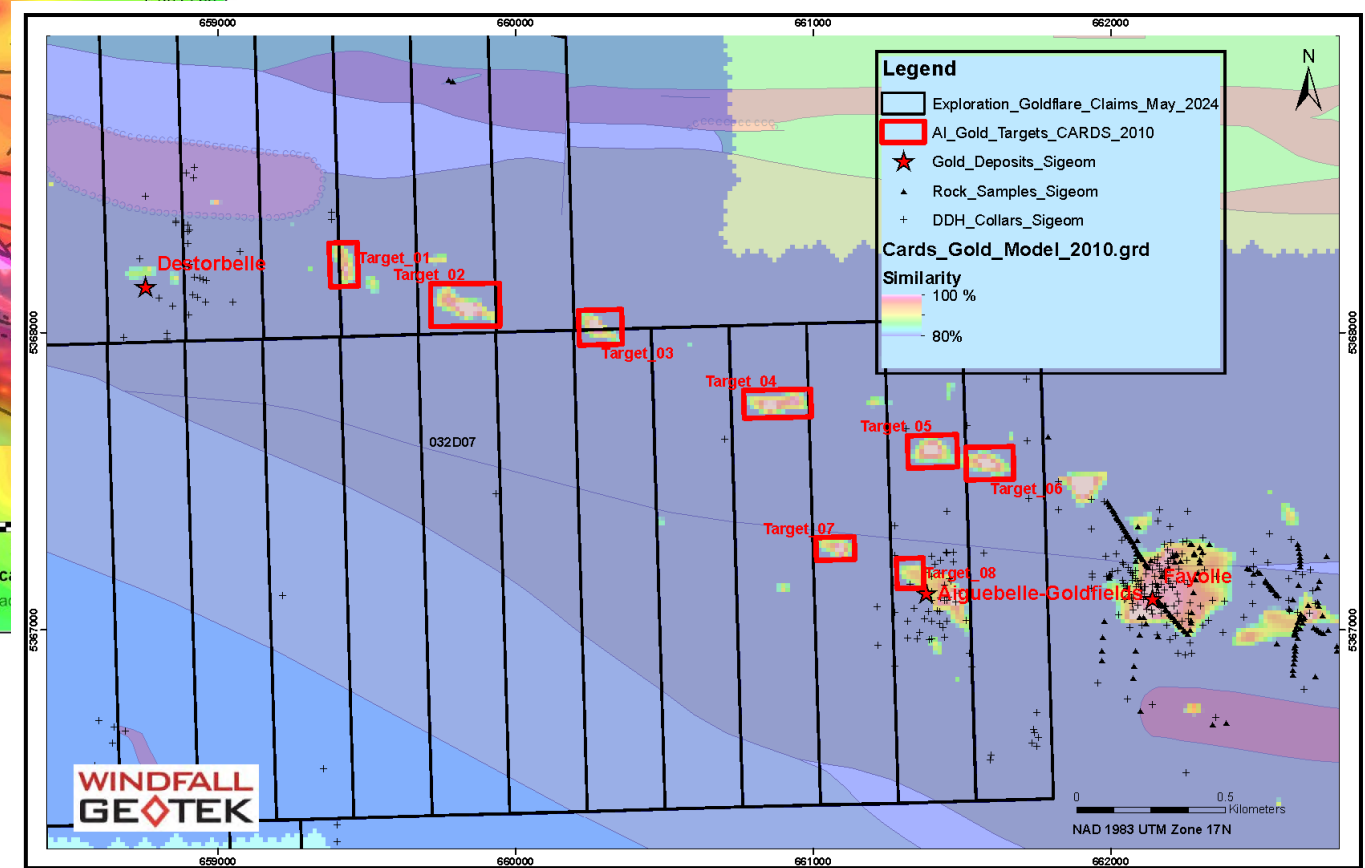 659000
660000
661000
662000
Legend
Exploration_Goldflare_Claims_May_2024
AI_Gold_Targets_CARDS_2010
Gold_Deposits_Sigeom
Rock_Samples_Sigeom
DDH_Collars_Sigeom
Cards_Gold_Model_2010.grd
Similarity
100 %
80%
N
Destorbelle
Target_01
Target_02
Target_03
5368000
5368000
Target_04
Target_05
032D07
Target_06
Target_07
Target_08
Fayolle
Aiguebelle-Goldfields
5367000
5367000
WINDFALL
GEOTEK
0
0.5
Kilometers
NAD 1983 UTM Zone 17N
659000
660000
661000
662000